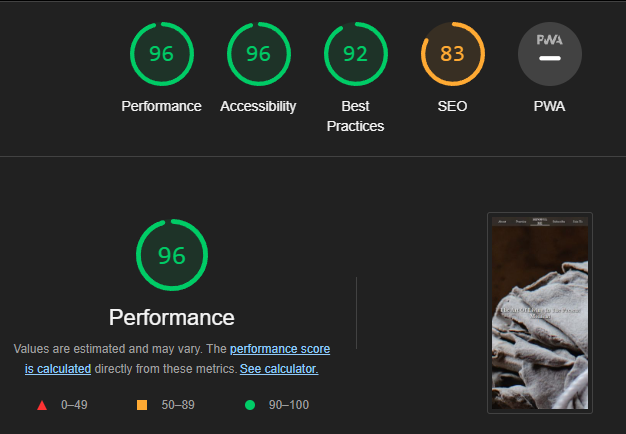 96
96
92
83
PWA
Performance
Accessibility
Best
Practices
SEO
PWA
96
Performance
Values are estimated and may vary. The performance score
is calculated directly from these metrics. See calculator.
0–49
50–89
90–100